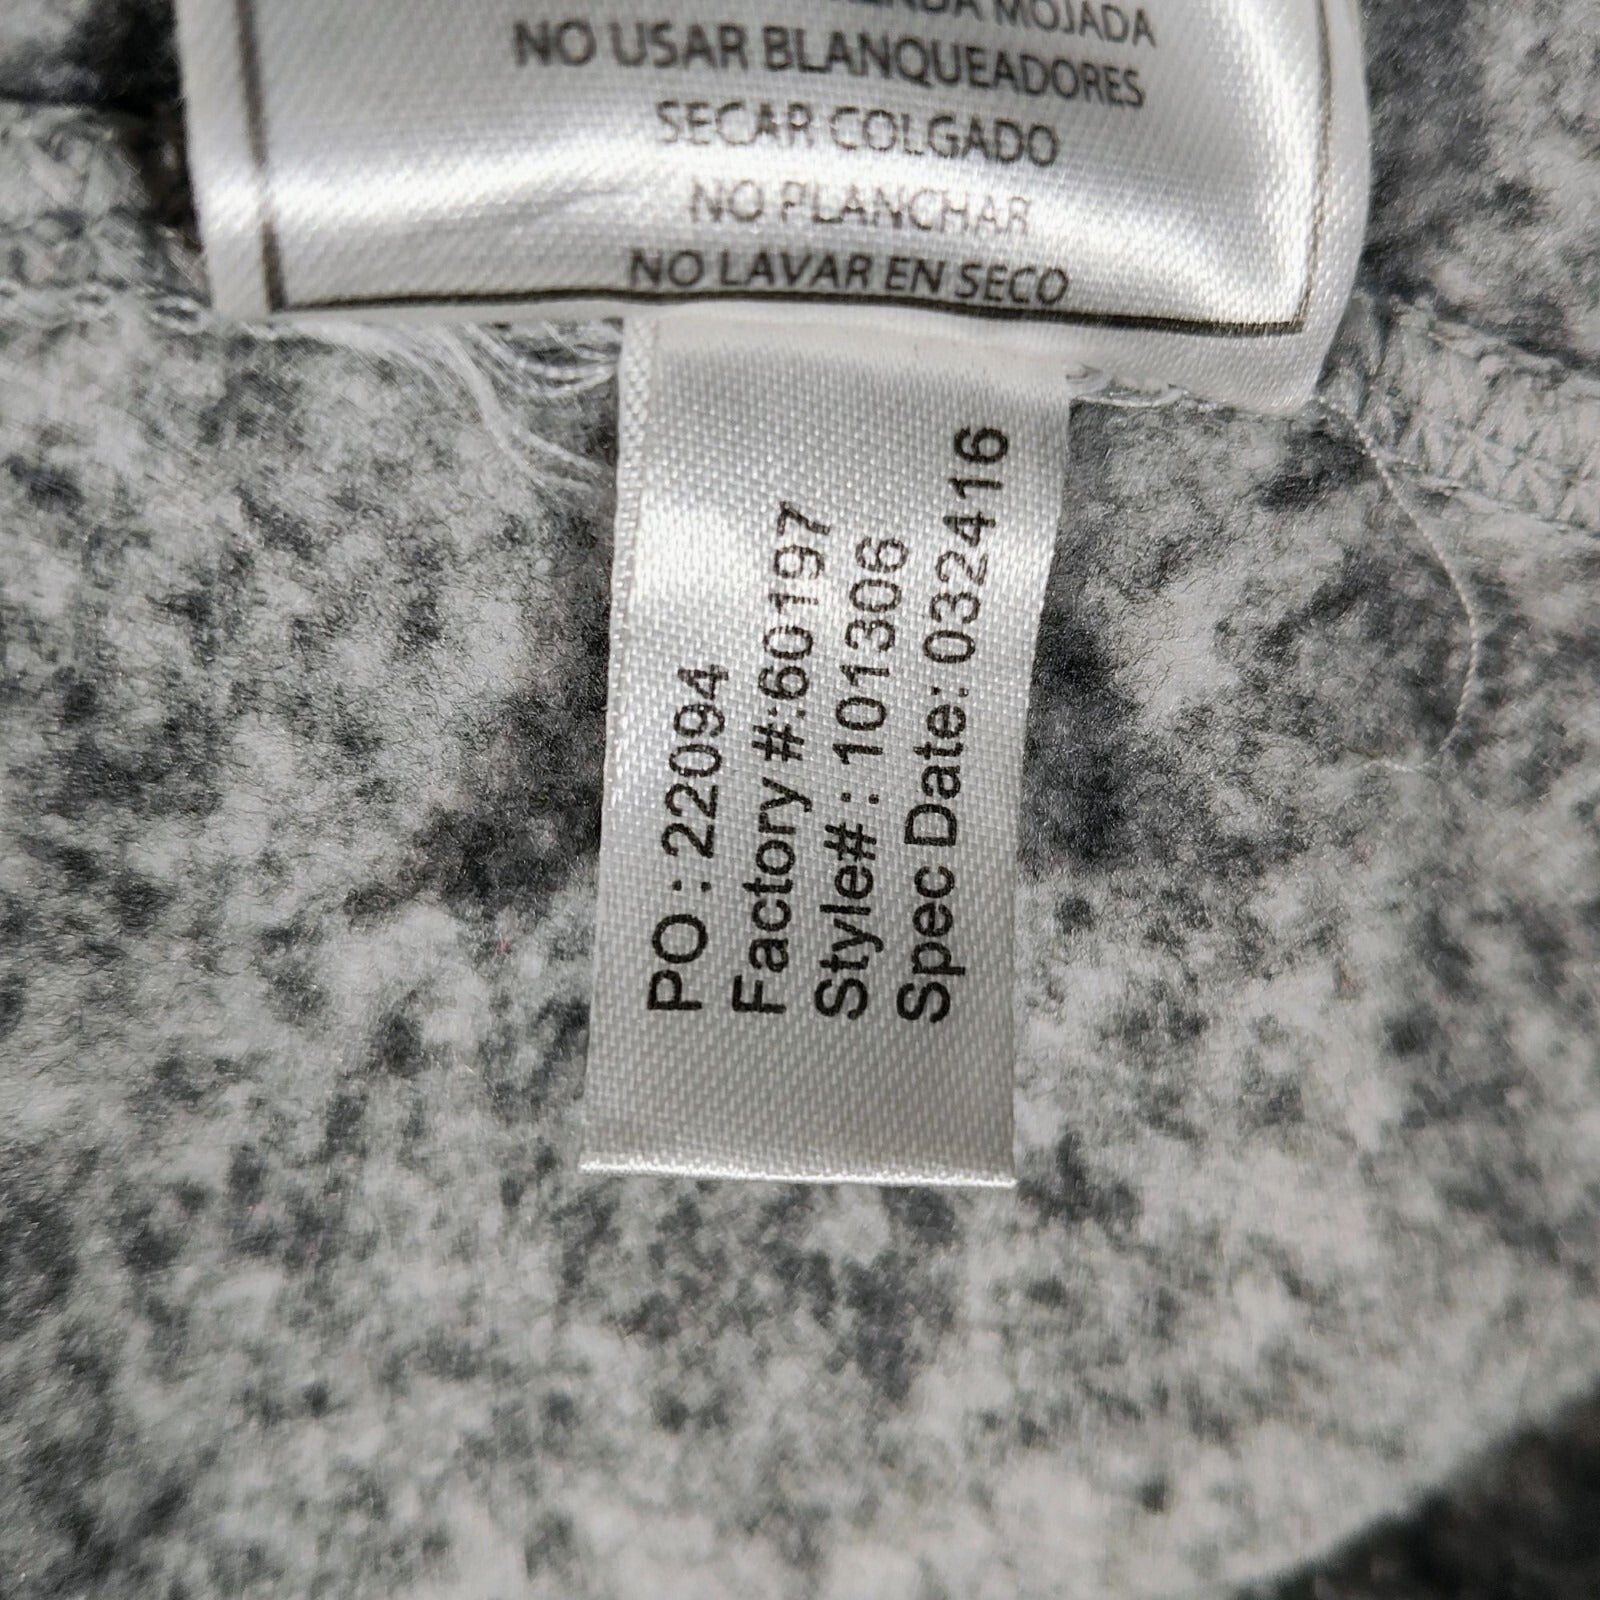 MOJADA
NO USAR BLANQUEADORES
SECAR COLGADO
NO PLANCHAR
NO LAVAR EN SECO
PO : 22094
Factory #:60197
Style# : 101306
Spec Date: 032416